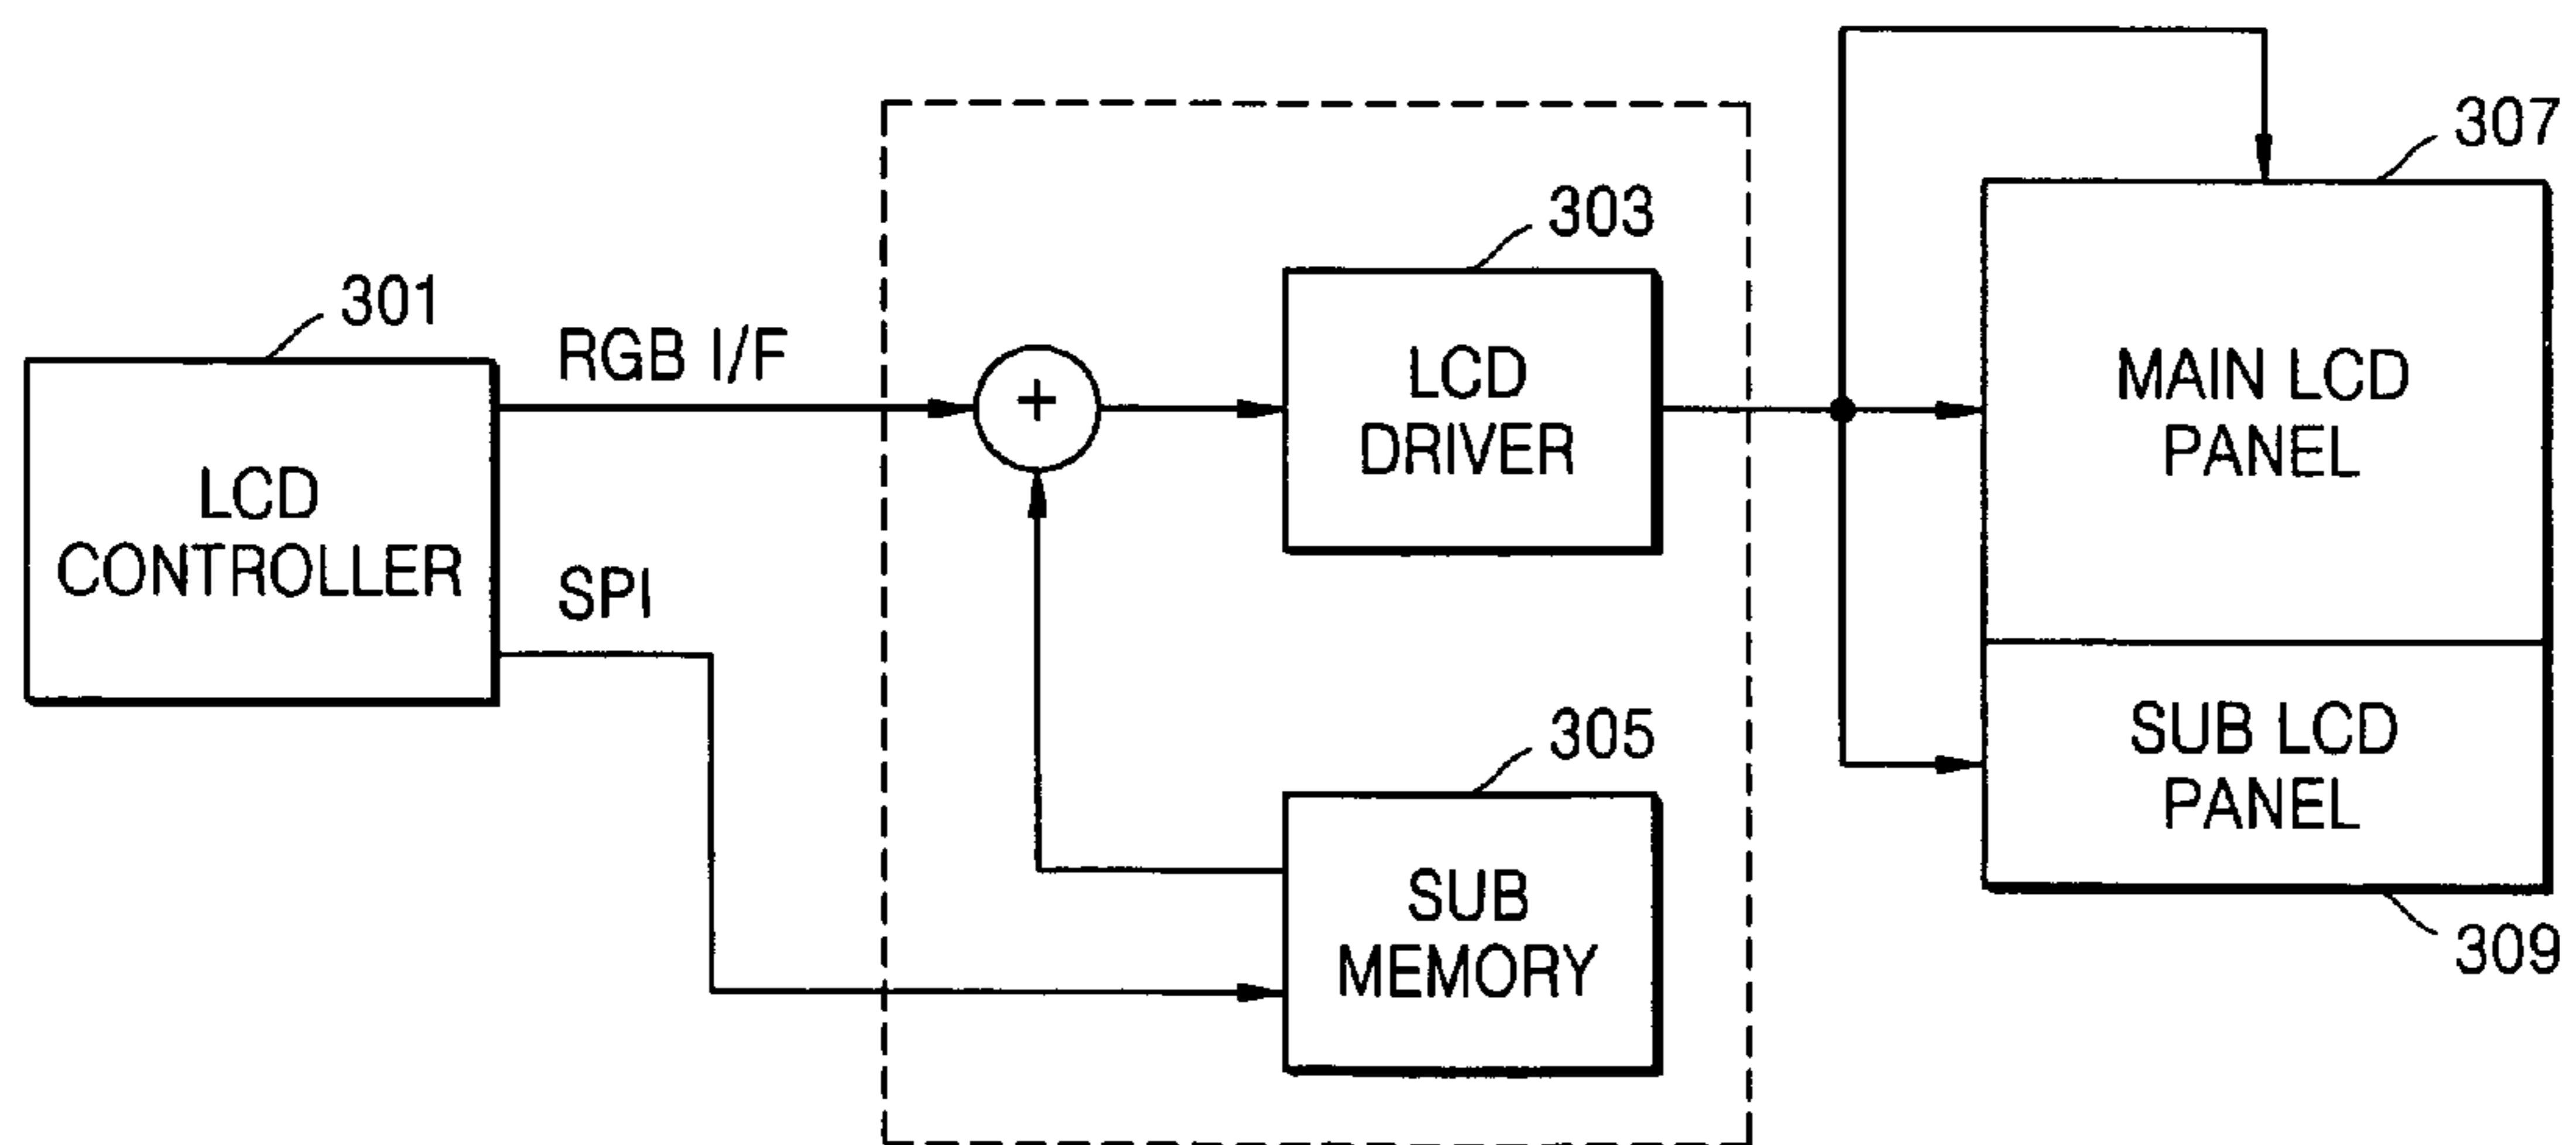 301
RGB I/F
LCD
CONTROLLER
SPI
+
303
LCD
DRIVER
305
SUB
MEMORY
307
MAIN LCD
PANEL
SUB LCD
PANEL
309